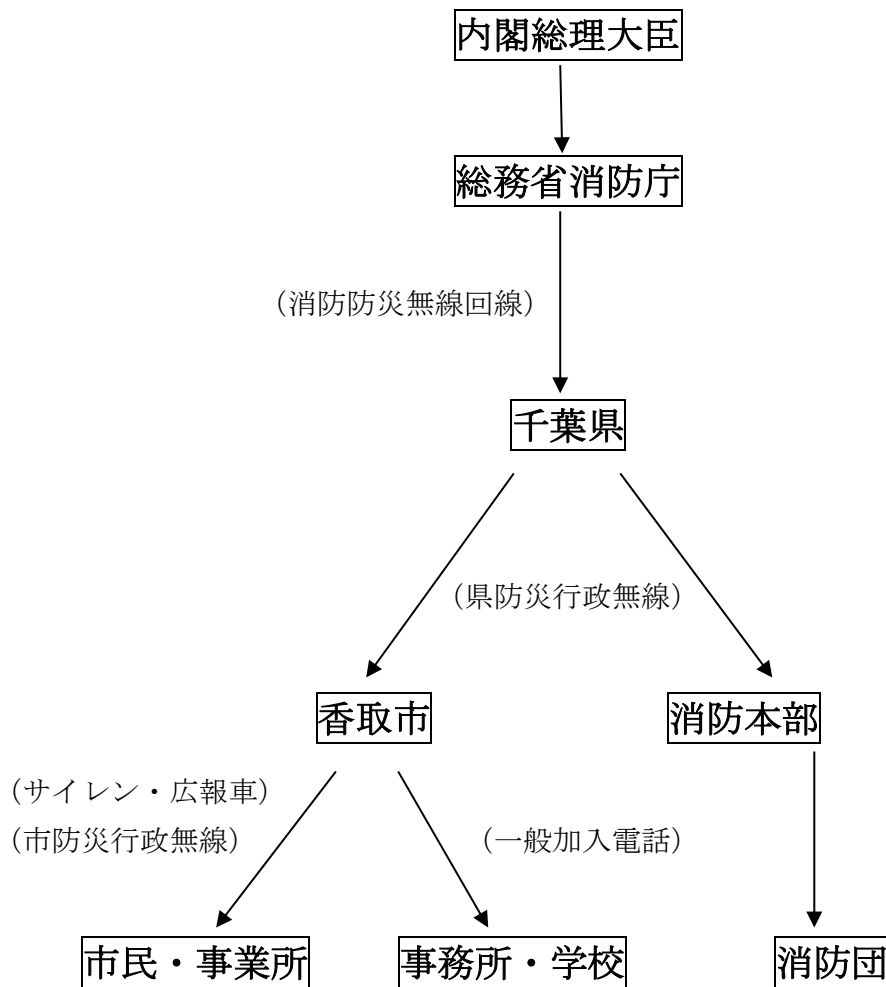 内閣総理大臣
総務省消防庁
（消防防災無線回線）
千葉県
（県防災行政無線）
香取市
消防本部
（サイレン・広報車）
（市防災行政無線）
（一般加入電話）
市民・事業所
事務所・学校
消防団